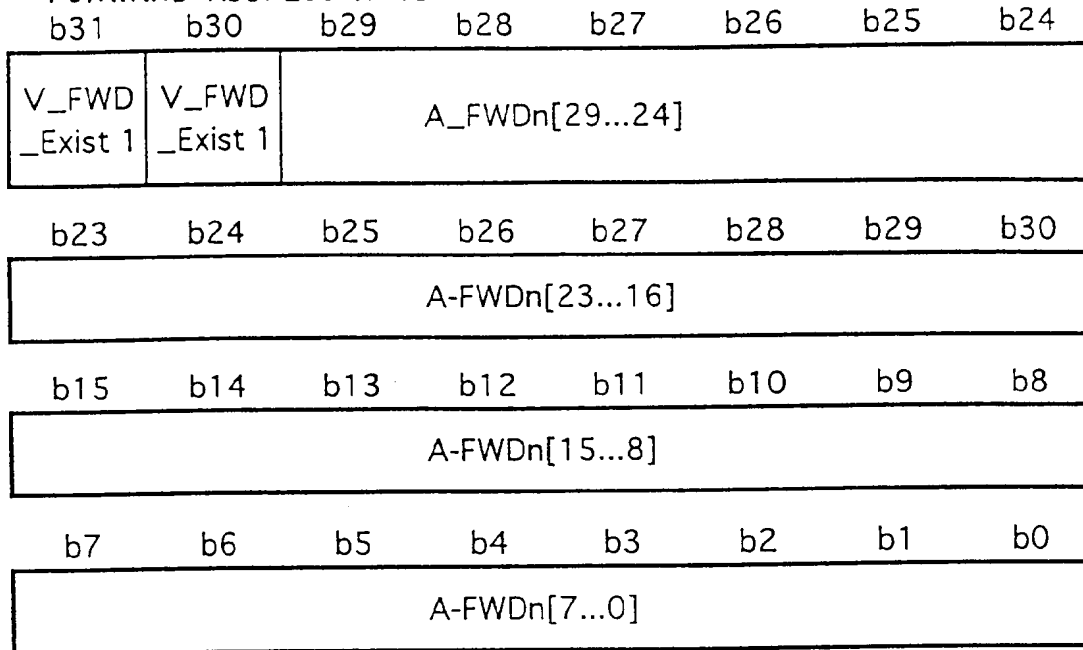 b31 b30 b29 b28 b27 b26 b25 b24
V_FWD V_FWD
_Exist 1 _Exist 1
A_FWDn[29...24]
b23 b24 b25 b26 b27 b28 b29 b30
A-FWDn[23...16]
b15 b14 b13 b12 b11 b10 b9 b8
A-FWDn[15...8]
b7 b6 b5 b4 b3 b2 b1 b0
A-FWDn[7...0]